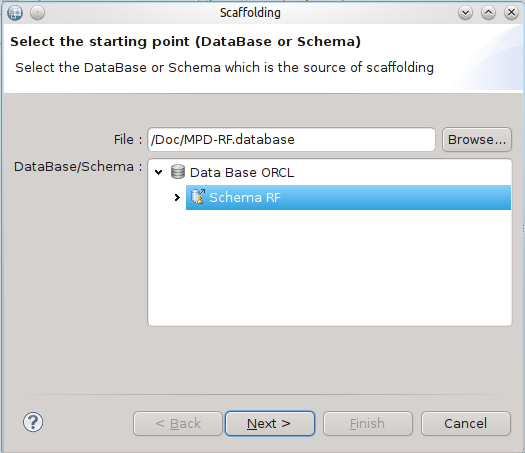 Scaffolding
Select the starting point (DataBase or Schema)
Select the DataBase or Schema which is the source of scaffolding
File : /Doc/MPD-RF.database Browse...
DataBase/Schema : Data Base ORCL
Schema RF
< Back Next > Finish Cancel